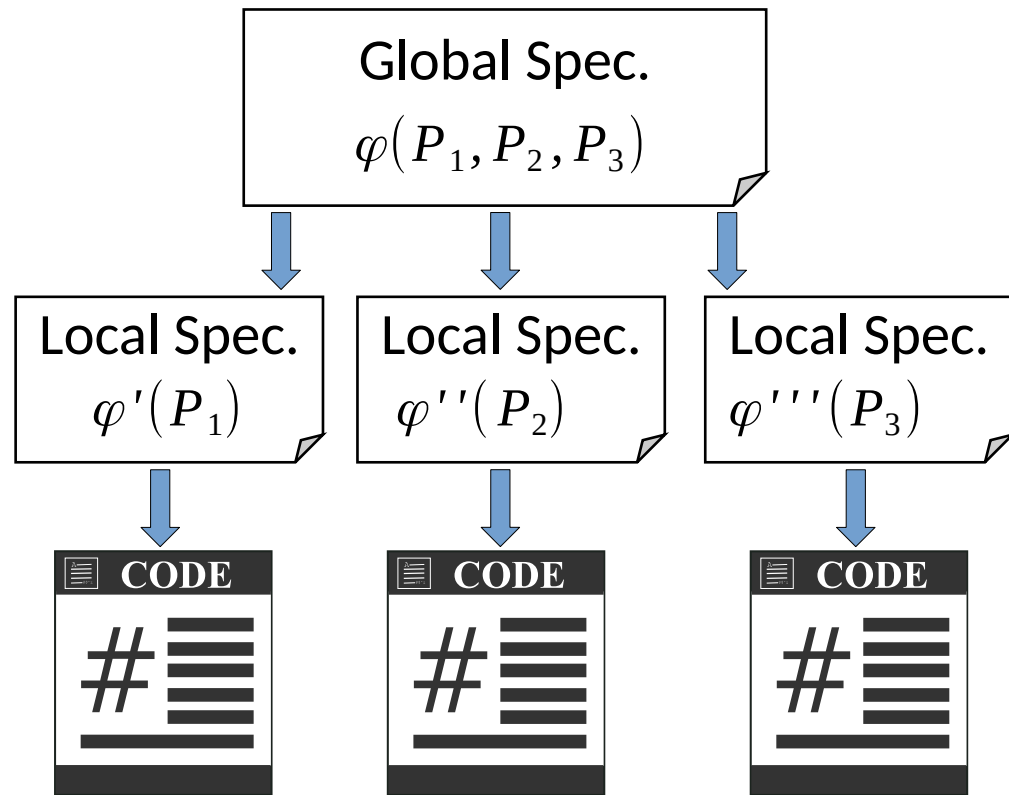 Global Spec.
φ(P₁, P₂, P₃)
Local Spec.
φ'(P₁)
Local Spec.
φ''(P₂)
Local Spec.
φ'''(P₃)
CODE
#
CODE
#
CODE
#